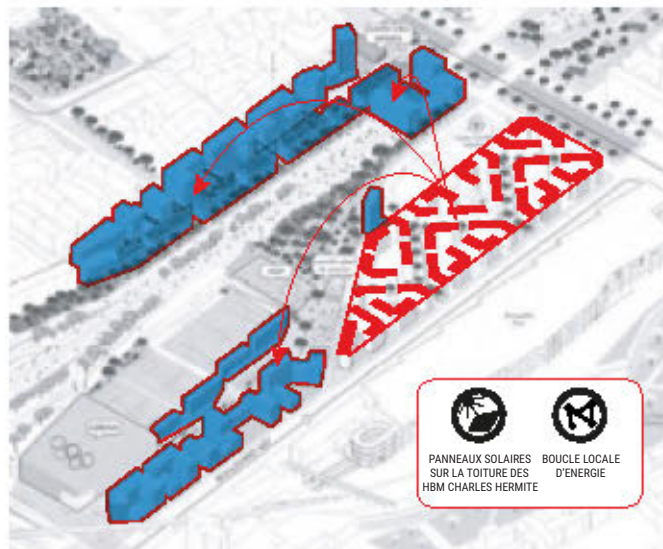 PANNEAUX SOLAIRES
SUR LA TOITURE DES
HBM CHARLES HERMITE
BOUCLE LOCALE
D'ENERGIE